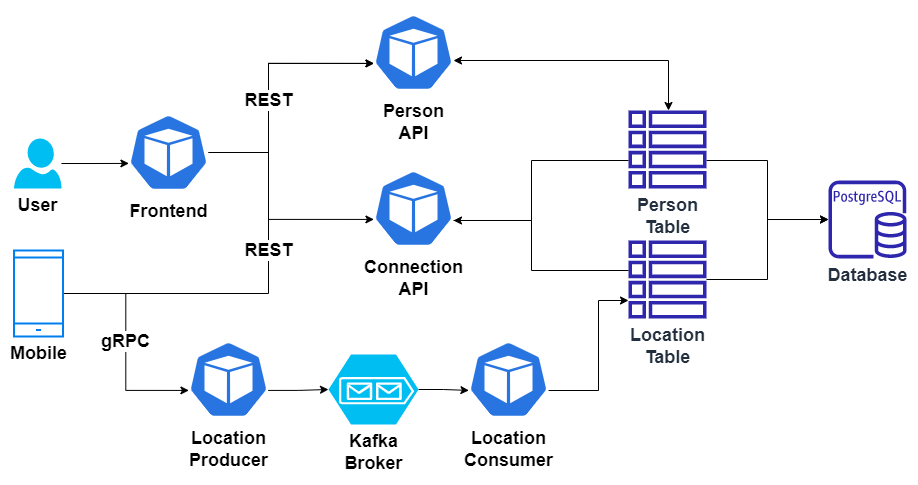 REST
Person
API
User
Frontend
Person
Table
PostgreSQL
REST
Connection
API
Database
Mobile
gRPC
Location
Table
Location
Producer
Kafka
Broker
Location
Consumer